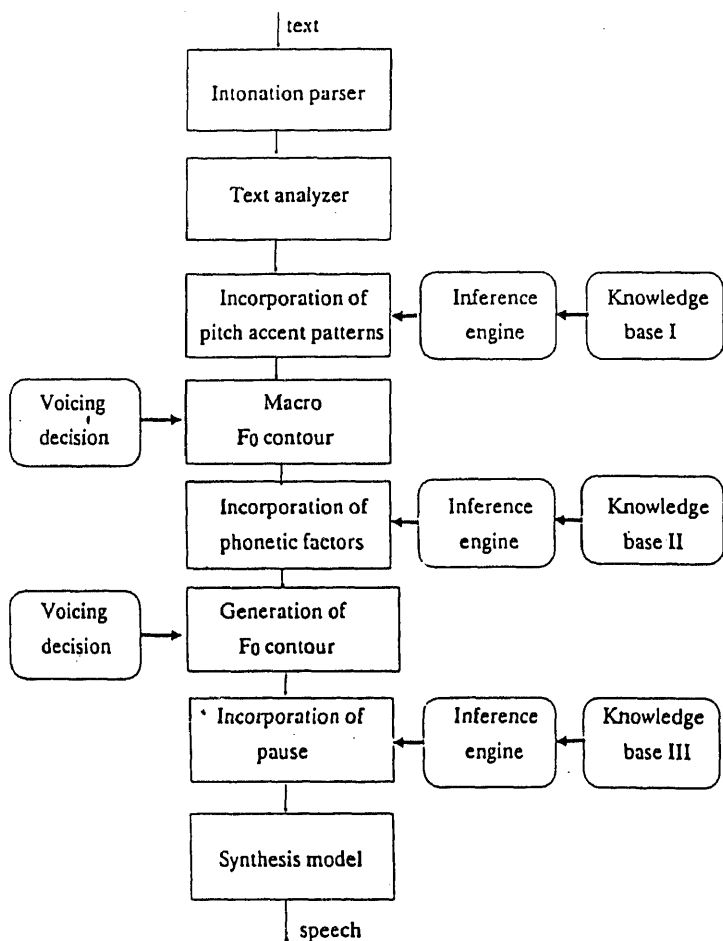 text
Intonation parser
Text analyzer
Incorporation of
pitch accent patterns
Inference
engine
Knowledge
base I
Voicing
decision
Macro
F0 contour
Incorporation of
phonetic factors
Inference
engine
Knowledge
base II
Voicing
decision
Generation of
F0 contour
Incorporation of
pause
Inference
engine
Knowledge
base III
Synthesis model
speech